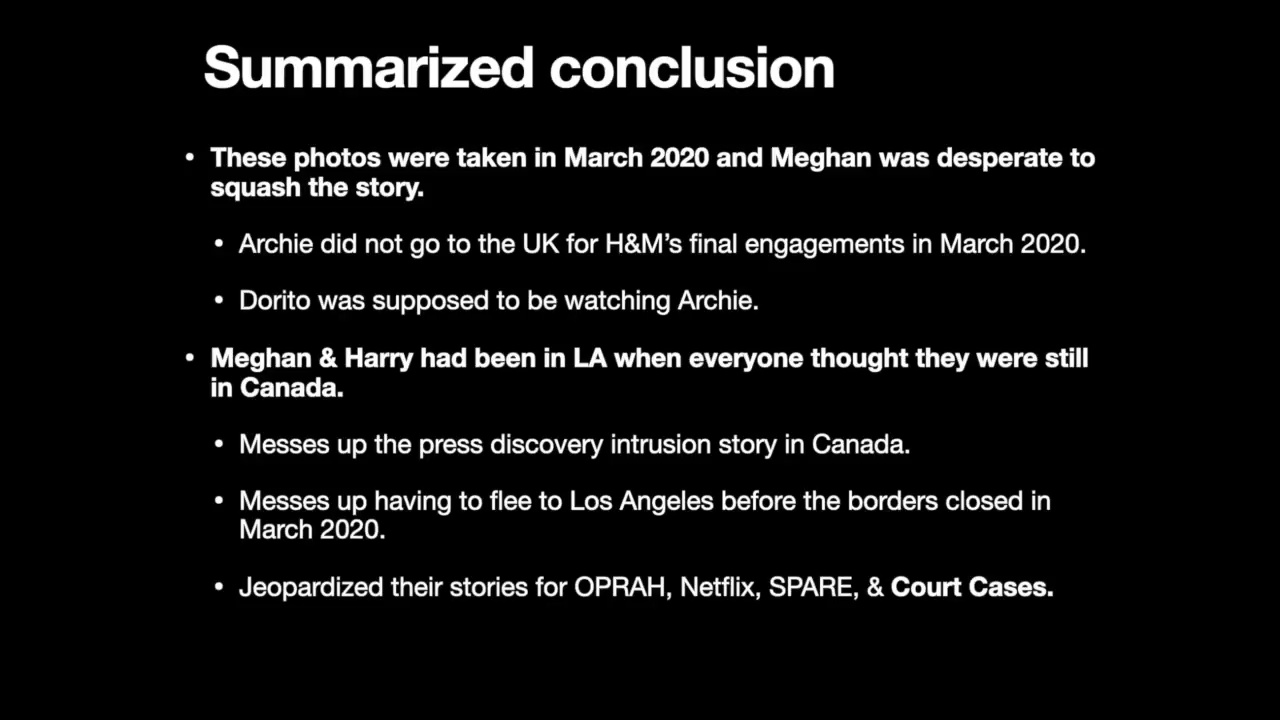 Summarized conclusion
• These photos were taken in March 2020 and Meghan was desperate to
squash the story.
• Archie did not go to the UK for H&M’s final engagements in March 2020.
• Dorito was supposed to be watching Archie.
• Meghan & Harry had been in LA when everyone thought they were still
in Canada.
• Messes up the press discovery intrusion story in Canada.
• Messes up having to flee to Los Angeles before the borders closed in
March 2020.
• Jeopardized their stories for OPRAH, Netflix, SPARE, & Court Cases.